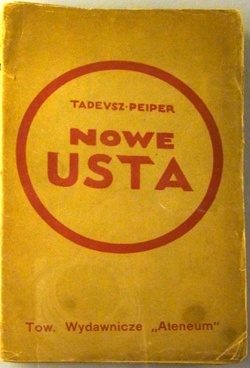 TADEVSZ-PEIPER
NOWE
USTA
Tow. Wydawnicze „Ateneum"